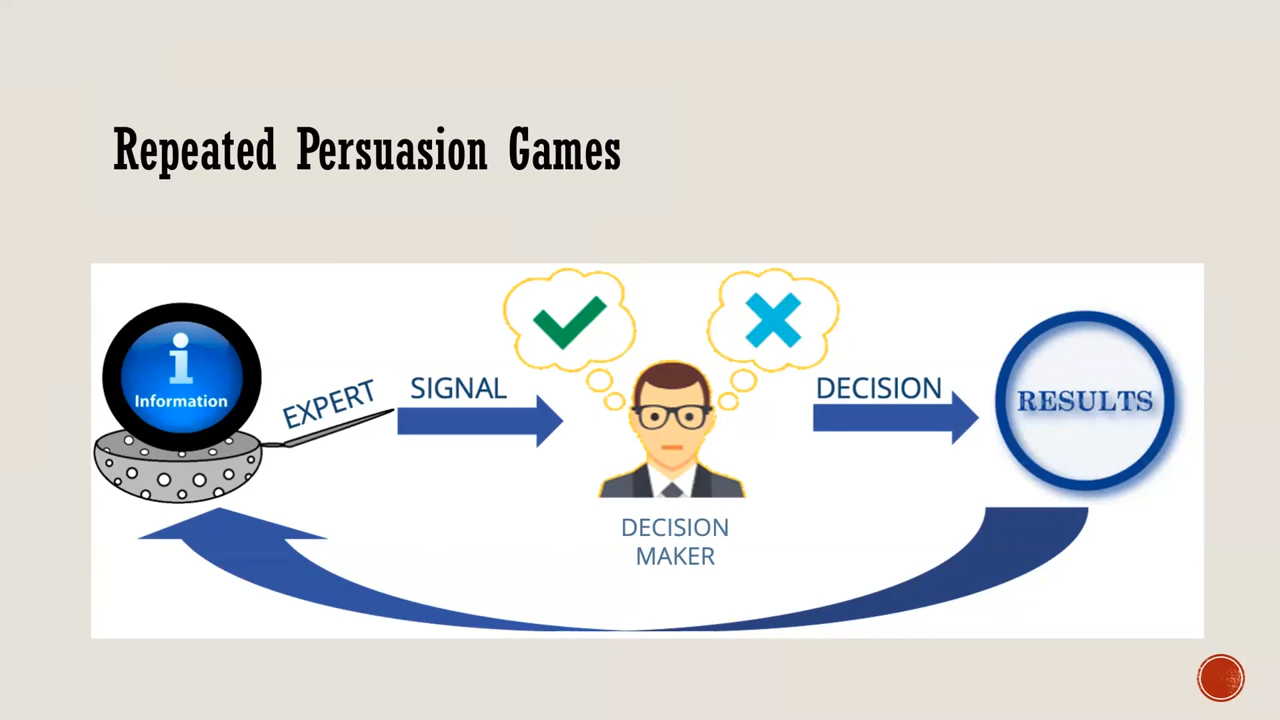 Repeated Persuasion Games
i
Information
EXPERT
SIGNAL
DECISION
MAKER
DECISION
RESULTS